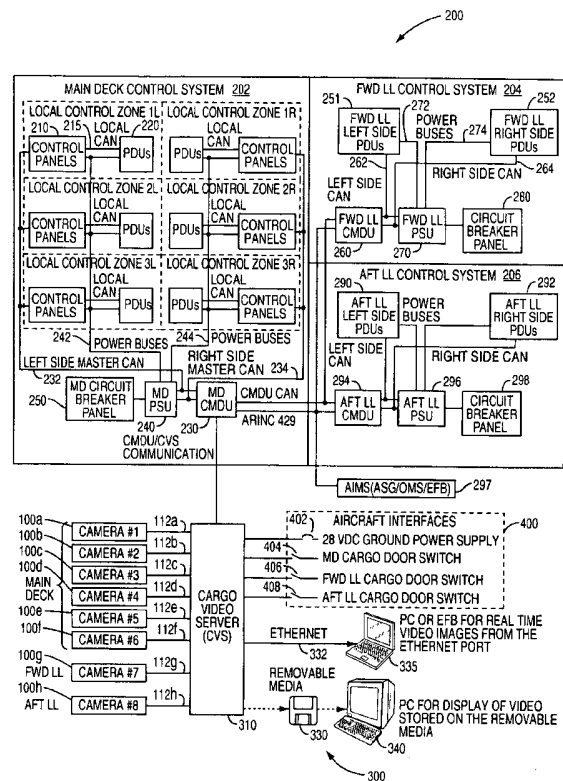 200
MAIN DECK CONTROL SYSTEM 202
LOCAL CONTROL ZONE 1L
210
215
LOCAL CAN
220
CONTROL PANELS
PDUs
LOCAL CONTROL ZONE 1R
LOCAL CAN
PDUs
CONTROL PANELS
LOCAL CONTROL ZONE 2L
LOCAL CAN
CONTROL PANELS
PDUs
LOCAL CONTROL ZONE 2R
LOCAL CAN
PDUs
CONTROL PANELS
LOCAL CONTROL ZONE 3L
LOCAL CAN
CONTROL PANELS
PDUs
LOCAL CONTROL ZONE 3R
LOCAL CAN
PDUs
CONTROL PANELS
242
POWER BUSES
244
POWER BUSES
LEFT SIDE MASTER CAN
232
RIGHT SIDE MASTER CAN
234
250
MD CIRCUIT BREAKER PANEL
MD PSU
240
MD CMDU
230
CMDU CAN
ARINC 429
CMDU/CVS COMMUNICATION
FWD LL CONTROL SYSTEM 204
251
FWD LL LEFT SIDE PDUs
272
POWER BUSES
274
252
FWD LL RIGHT SIDE PDUs
262
264
LEFT SIDE CAN
RIGHT SIDE CAN
FWD LL CMDU
260
FWD LL PSU
270
280
CIRCUIT BREAKER PANEL
AFT LL CONTROL SYSTEM 206
290
AFT LL LEFT SIDE PDUs
POWER BUSES
292
AFT LL RIGHT SIDE PDUs
LEFT SIDE CAN
RIGHT SIDE CAN
294
AFT LL CMDU
296
AFT LL PSU
298
CIRCUIT BREAKER PANEL
AIMS(ASG/OMS/EFB)
297
100a
CAMERA #1
112a
100b
CAMERA #2
112b
100c
CAMERA #3
112c
100d
CAMERA #4
112d
MAIN DECK
100e
CAMERA #5
112e
100f
CAMERA #6
112f
100g
FWD LL
CAMERA #7
112g
100h
AFT LL
CAMERA #8
112h
CARGO VIDEO SERVER (CVS)
310
AIRCRAFT INTERFACES
400
402
28 VDC GROUND POWER SUPPLY
404
MD CARGO DOOR SWITCH
406
FWD LL CARGO DOOR SWITCH
408
AFT LL CARGO DOOR SWITCH
ETHERNET
332
335
PC OR EFB FOR REAL TIME VIDEO IMAGES FROM THE ETHERNET PORT
REMOVABLE MEDIA
330
340
PC FOR DISPLAY OF VIDEO STORED ON THE REMOVABLE MEDIA
300